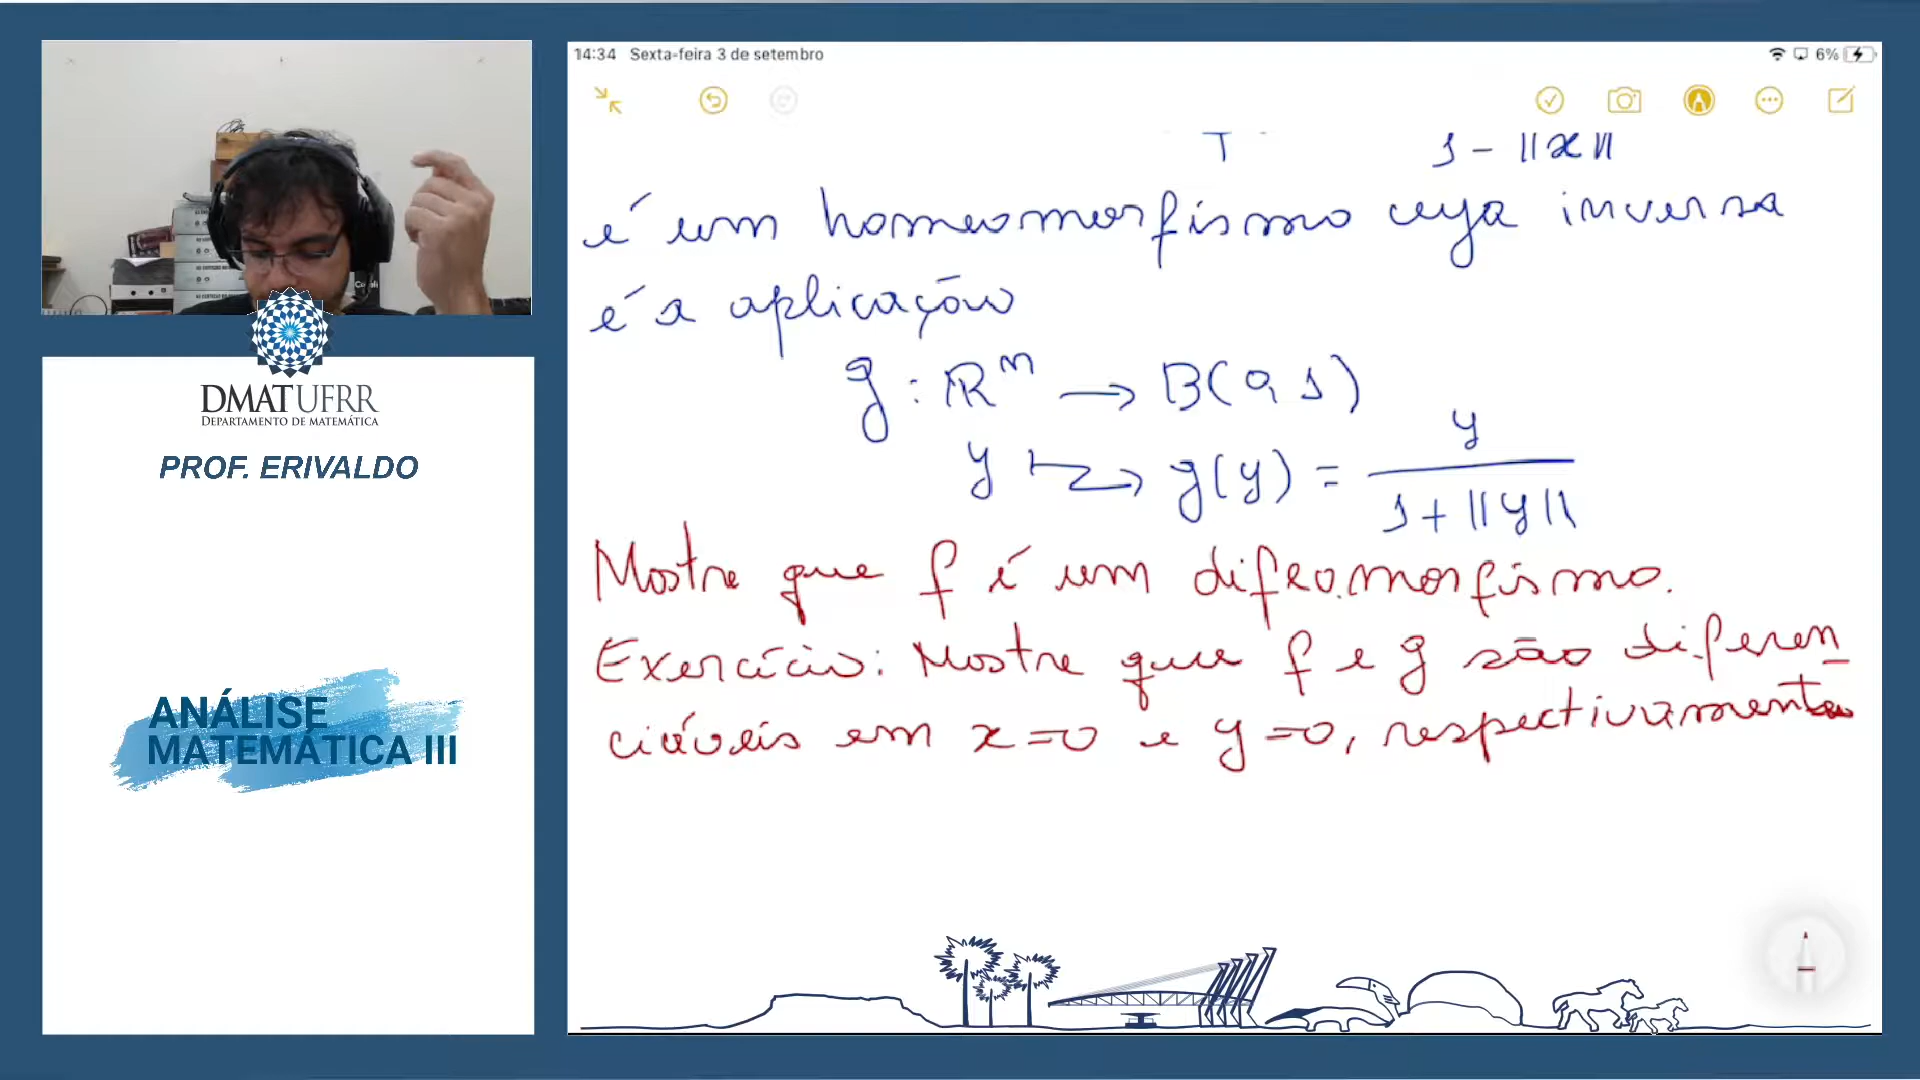 14:34 Sexta-feira 3 de setembro
6%
1 - ||x||
é um homeomorfismo cuja inversa
é a aplicação
g : ℝⁿ → B(0, 1)
y ↦ g(y) = y / (1 + ||y||)
Mostre que f é um difeomorfismo.
Exercício: Mostre que f e g são diferen
ciáveis em x=0 e y=0, respectivamente
DMATUFRR
DEPARTAMENTO DE MATEMÁTICA
PROF. ERIVALDO
ANÁLISE
MATEMÁTICA III